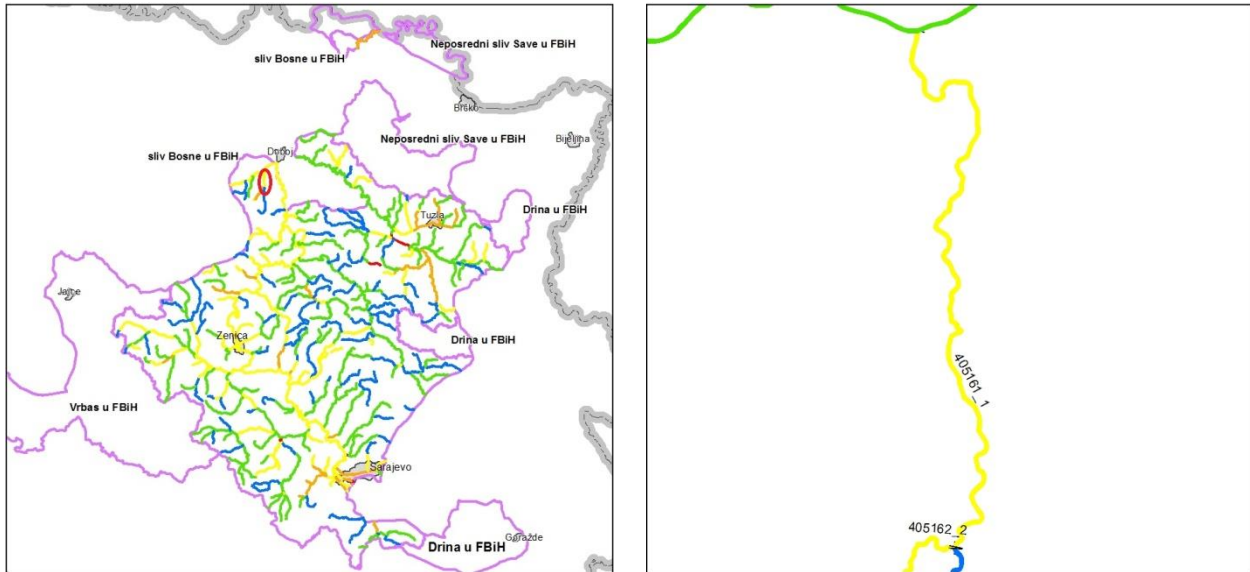 Neposredni sliv Save u FBiH
sliv Bosne u FBiH
Brčko
Bijeljina
Neposredni sliv Save u FBiH
Doboj
sliv Bosne u FBiH
Drina u FBiH
Tuzla
Jajce
Zenica
Drina u FBiH
Vrbas u FBiH
Sarajevo
Goražde
Drina u FBiH
405161_1
405162_2